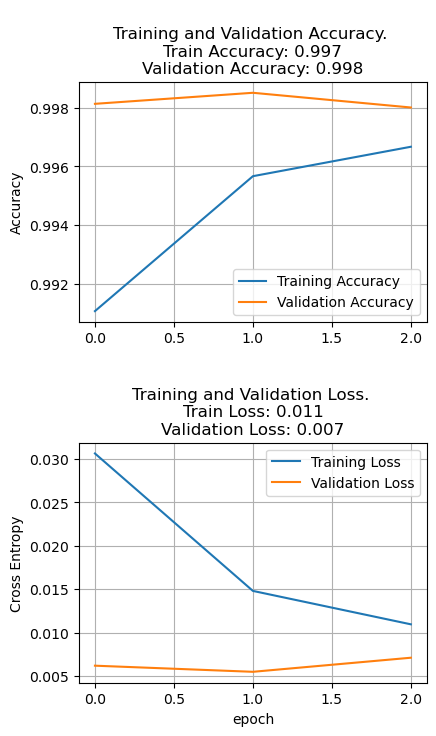 Training and Validation Accuracy.
Train Accuracy: 0.997
Validation Accuracy: 0.998
0.998
0.996
0.994
0.992
Accuracy
Training Accuracy
Validation Accuracy
0.0 0.5 1.0 1.5 2.0
Training and Validation Loss.
Train Loss: 0.011
Validation Loss: 0.007
0.030
0.025
0.020
0.015
0.010
0.005
Cross Entropy
Training Loss
Validation Loss
0.0 0.5 1.0 1.5 2.0
epoch